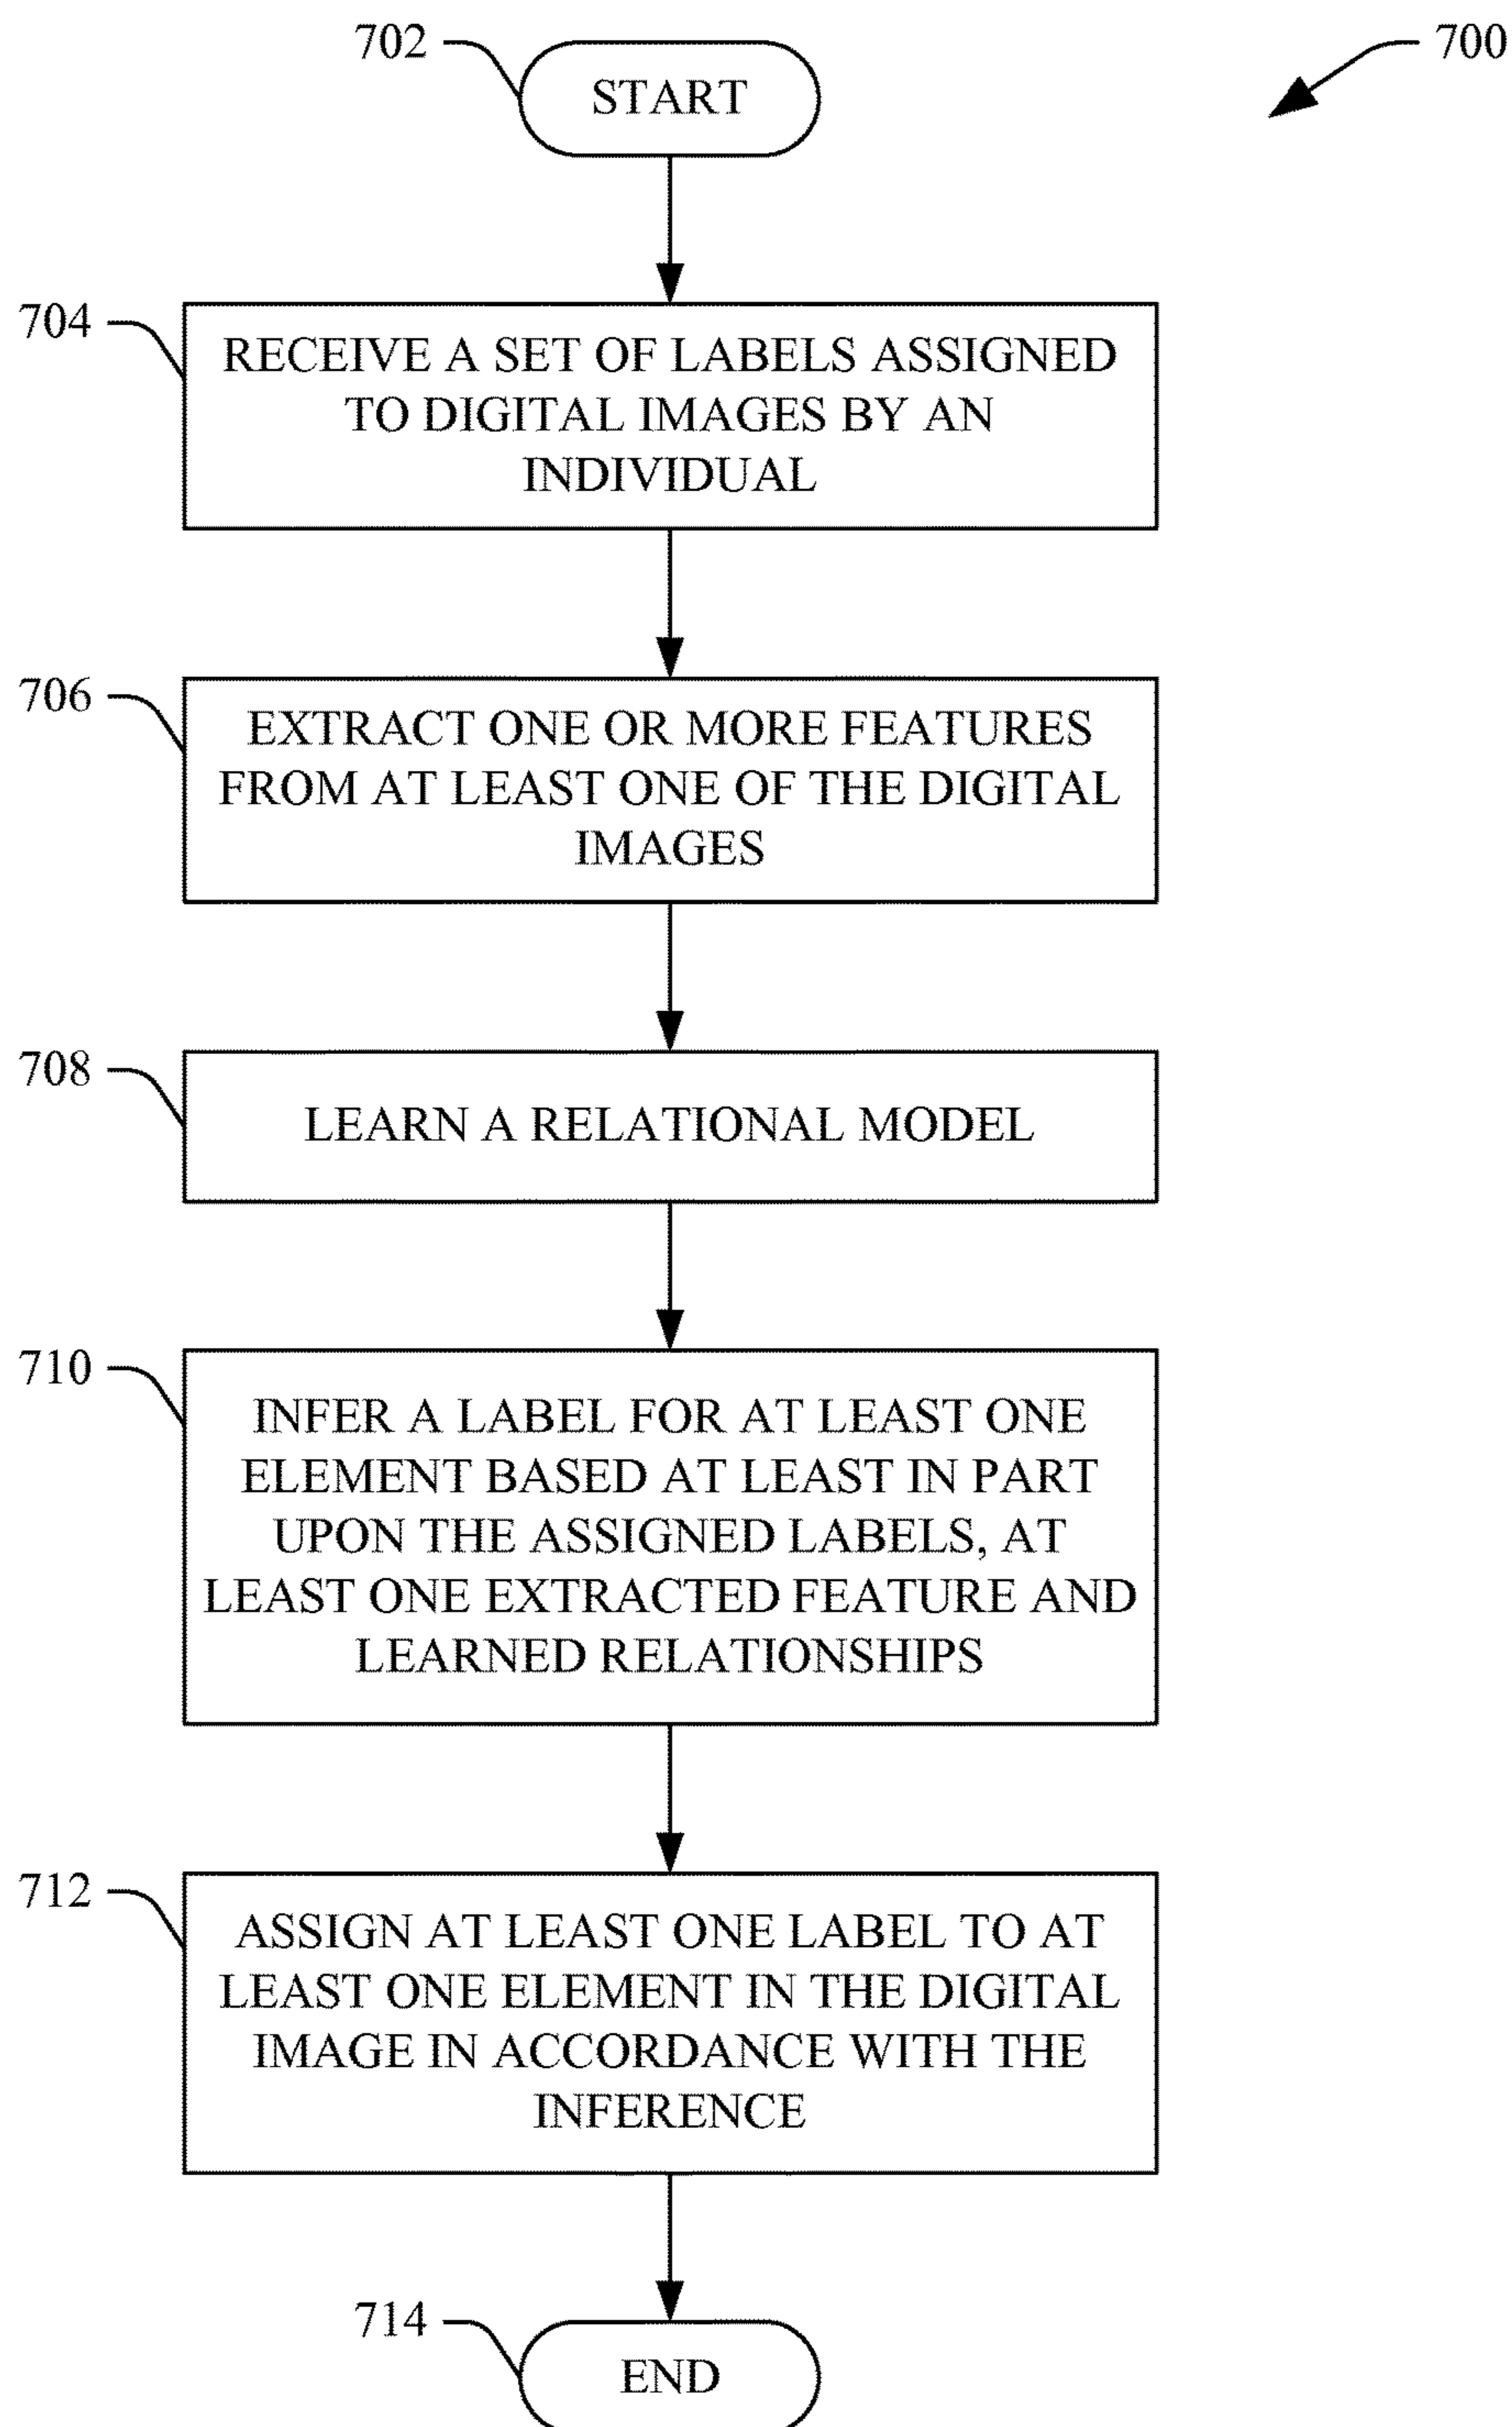 702
START
700
704
RECEIVE A SET OF LABELS ASSIGNED
TO DIGITAL IMAGES BY AN
INDIVIDUAL
706
EXTRACT ONE OR MORE FEATURES
FROM AT LEAST ONE OF THE DIGITAL
IMAGES
708
LEARN A RELATIONAL MODEL
710
INFER A LABEL FOR AT LEAST ONE
ELEMENT BASED AT LEAST IN PART
UPON THE ASSIGNED LABELS, AT
LEAST ONE EXTRACTED FEATURE AND
LEARNED RELATIONSHIPS
712
ASSIGN AT LEAST ONE LABEL TO AT
LEAST ONE ELEMENT IN THE DIGITAL
IMAGE IN ACCORDANCE WITH THE
INFERENCE
714
END